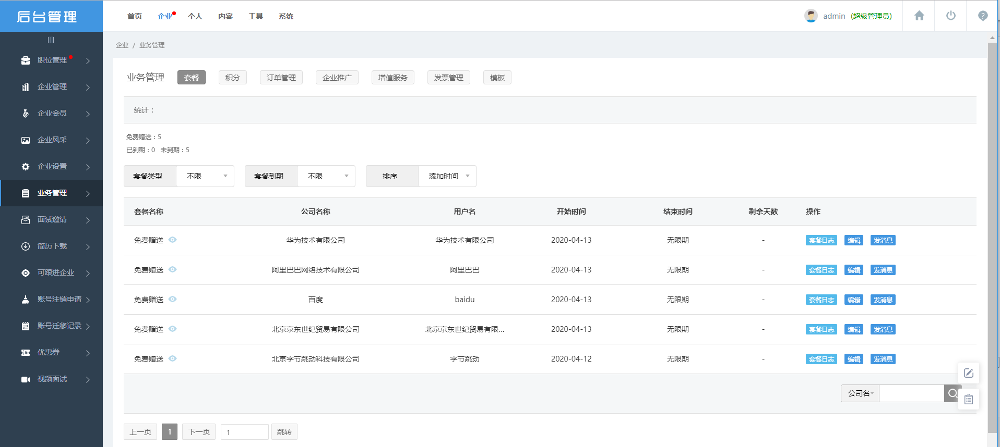 后台管理
首页 企业 个人 内容 工具 系统
admin (超级管理员)
职位管理
企业管理
企业会员
企业风采
企业设置
业务管理
面试邀请
简历下载
可跟进企业
账号注销申请
账号迁移记录
优惠券
视频面试
企业 / 业务管理
业务管理 套餐 积分 订单管理 企业推广 增值服务 发票管理 模板
统计：
免费赠送：5
已到期：0 未到期：5
套餐类型 不限 套餐到期 不限 排序 添加时间
套餐名称 公司名称 用户名 开始时间 结束时间 剩余天数 操作
免费赠送 华为技术有限公司 华为技术有限公司 2020-04-13 无限期 - 套餐日志 编辑 发消息
免费赠送 阿里巴巴网络技术有限公司 阿里巴巴 2020-04-13 无限期 - 套餐日志 编辑 发消息
免费赠送 百度 baidu 2020-04-13 无限期 - 套餐日志 编辑 发消息
免费赠送 北京京东世纪贸易有限公司 北京京东世纪贸易有限... 2020-04-13 无限期 - 套餐日志 编辑 发消息
免费赠送 北京字节跳动科技有限公司 字节跳动 2020-04-12 无限期 - 套餐日志 编辑 发消息
公司名
上一页 1 下一页 1 跳转